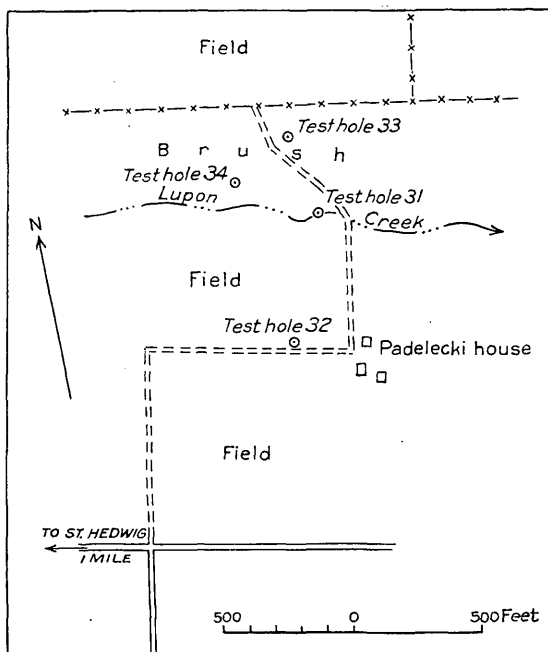 Field
Test hole 33
B r u s h
Test hole 34
Lupon
Test hole 31
Creek
N
Field
Test hole 32
Padelecki house
Field
TO ST. HEDWIG
1 MILE
500 0 500 Feet